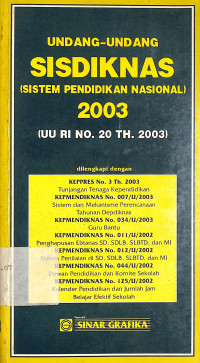 UNDANG-UNDANG
SISDIKNAS
(SISTEM PENDIDIKAN NASIONAL)
2003
(UU RI NO. 20 TH. 2003)
dilengkapi dengan
KEPPRES No. 3 Th. 2003
Tunjangan Tenaga Kependidikan
KEPMENDIKNAS No. 007/U/2003
Sistem dan Mekanisme Perencanaan
Tahunan Depdiknas
KEPMENDIKNAS No. 034/U/2003
Guru Bantu
KEPMENDIKNAS No. 011/U/2002
Penghapusan Ebtanas SD, SDLB, SLBTD, dan MI
KEPMENDIKNAS No. 012/U/2002
Sistem Penilaian di SD, SDLB, SLBTD, dan MI
KEPMENDIKNAS No. 044/U/2002
Dewan Pendidikan dan Komite Sekolah
KEPMENDIKNAS No. 125/U/2002
Kalender Pendidikan dan Jumlah Jam
Belajar Efektif Sekolah
SINAR GRAFIKA